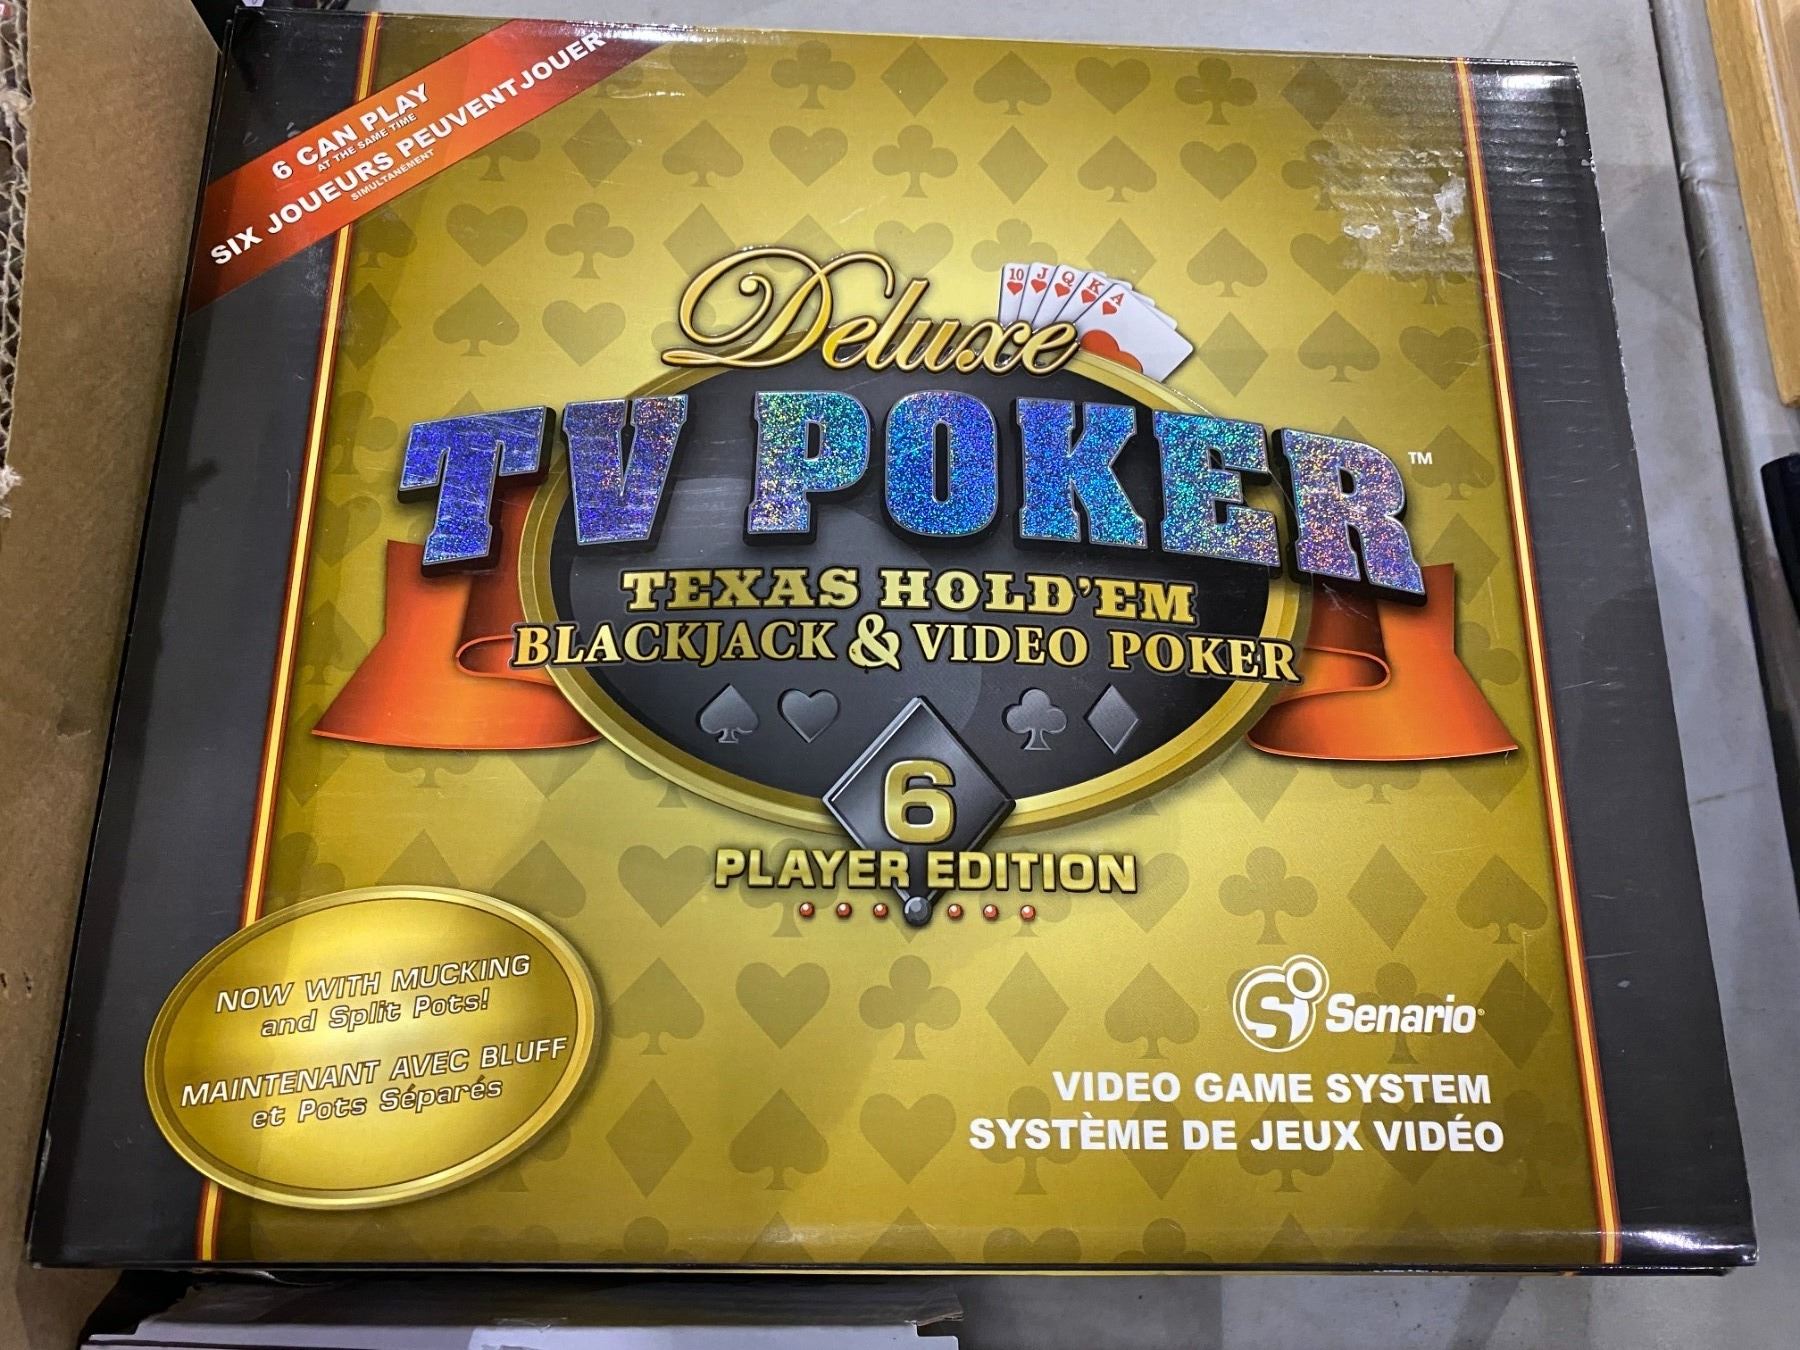 6 CAN PLAY
AT THE SAME TIME
SIX JOUEURS PEUVENT JOUER
SIMULTANÉMENT
Deluxe
10 J Q K A
TV POKER™
TEXAS HOLD'EM
BLACKJACK & VIDEO POKER
6
PLAYER EDITION
NOW WITH MUCKING
and Split Pots!
MAINTENANT AVEC BLUFF
et Pots Séparés
Si Senario®
VIDEO GAME SYSTEM
SYSTÈME DE JEUX VIDÉO